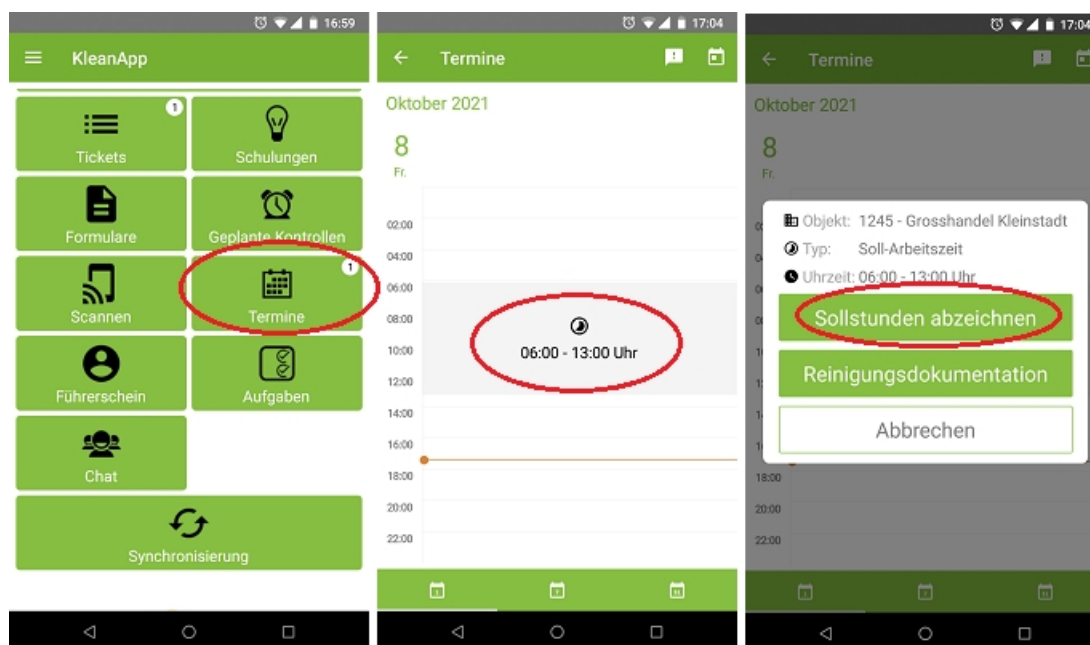 16:59
KleanApp
1
Tickets
Schulungen
Formulare
Geplante Kontrollen
Scannen
1
Termine
Führerschein
Aufgaben
Chat
Synchronisierung
17:04
Termine
Oktober 2021
8
Fr.
02:00
04:00
06:00
08:00
10:00
06:00 - 13:00 Uhr
12:00
14:00
16:00
18:00
20:00
22:00
17:04
Termine
Oktober 2021
8
Fr.
Objekt: 1245 - Grosshandel Kleinstadt
Typ: Soll-Arbeitszeit
Uhrzeit: 06:00 - 13:00 Uhr
Sollstunden abzeichnen
Reinigungsdokumentation
Abbrechen
18:00
20:00
22:00